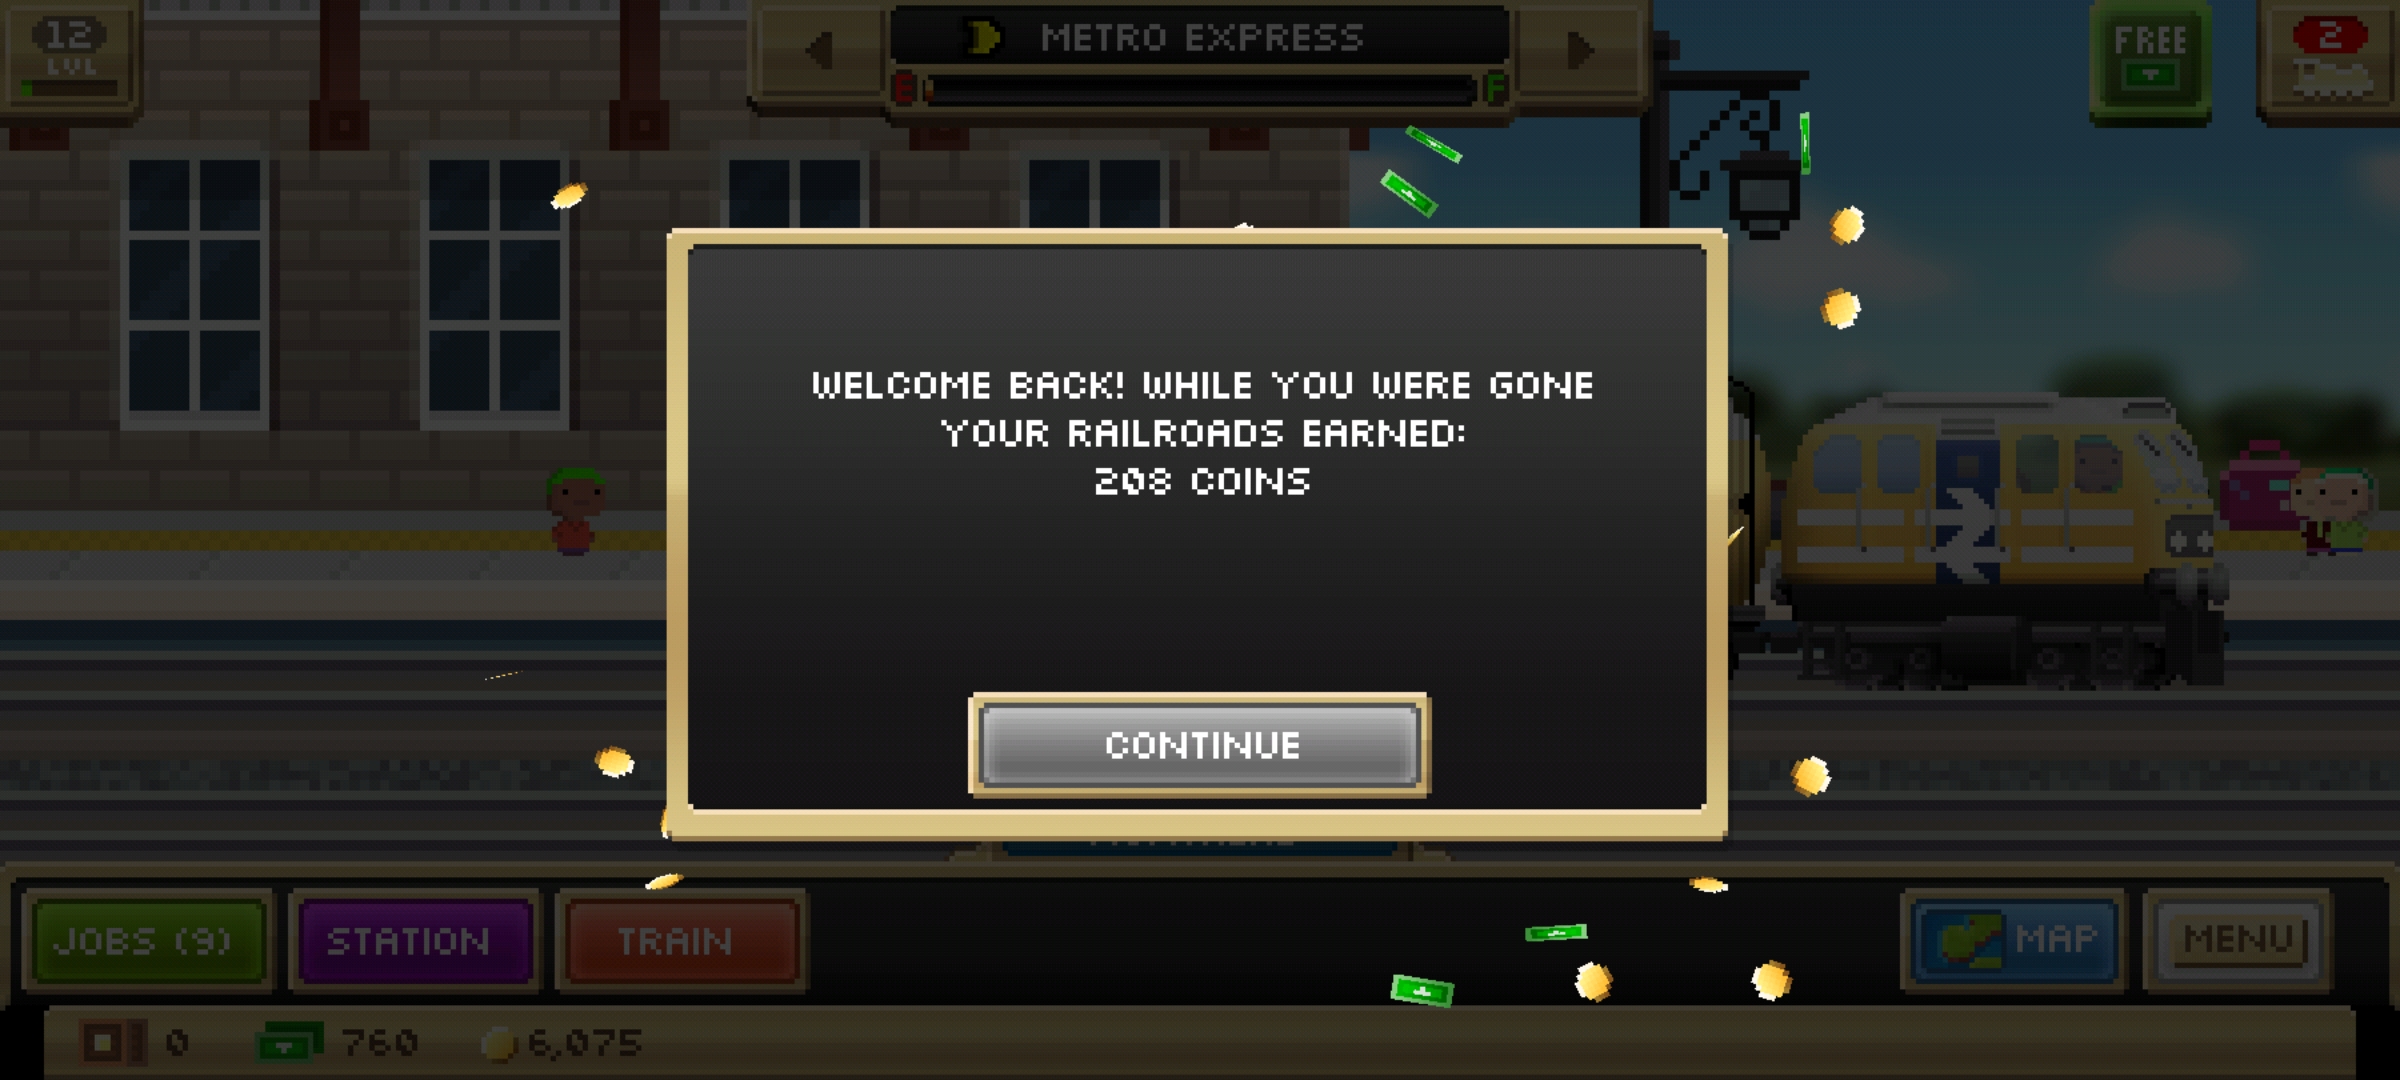 12
LVL
METRO EXPRESS
E F
FREE
2
WELCOME BACK! WHILE YOU WERE GONE
YOUR RAILROADS EARNED:
208 COINS
CONTINUE
JOBS (9)
STATION
TRAIN
MAP
MENU
0
760
6,075